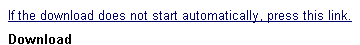 If the download does not start automatically, press this link.
Download